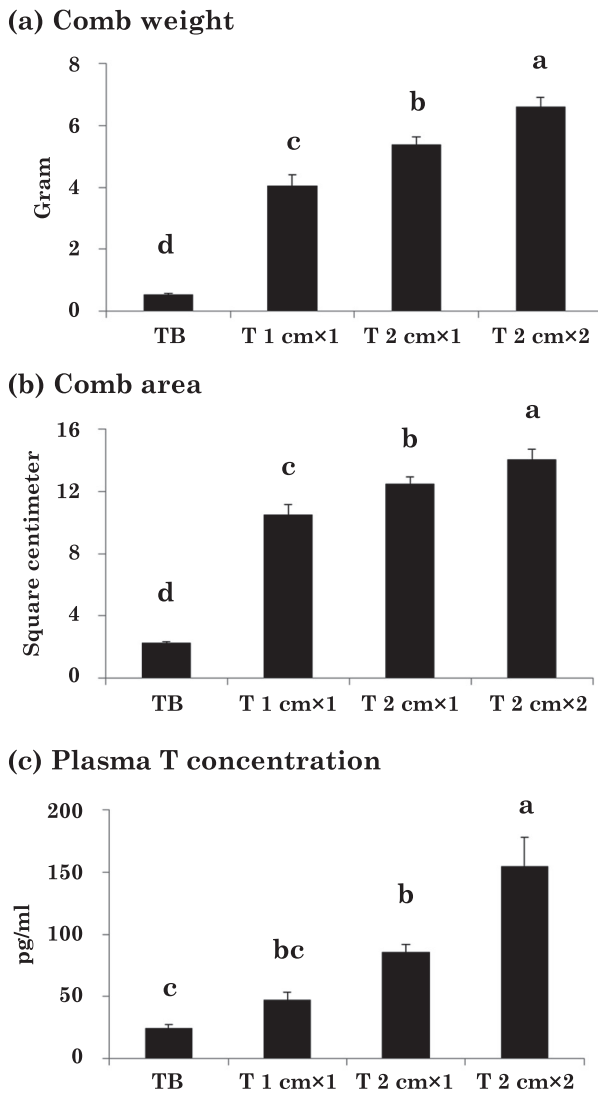 (a) Comb weight
8
6
4
2
0
Gram
a
b
c
d
TB T 1 cm×1 T 2 cm×1 T 2 cm×2
(b) Comb area
16
12
8
4
0
Square centimeter
a
b
c
d
TB T 1 cm×1 T 2 cm×1 T 2 cm×2
(c) Plasma T concentration
200
150
100
50
0
pg/ml
a
b
bc
c
TB T 1 cm×1 T 2 cm×1 T 2 cm×2